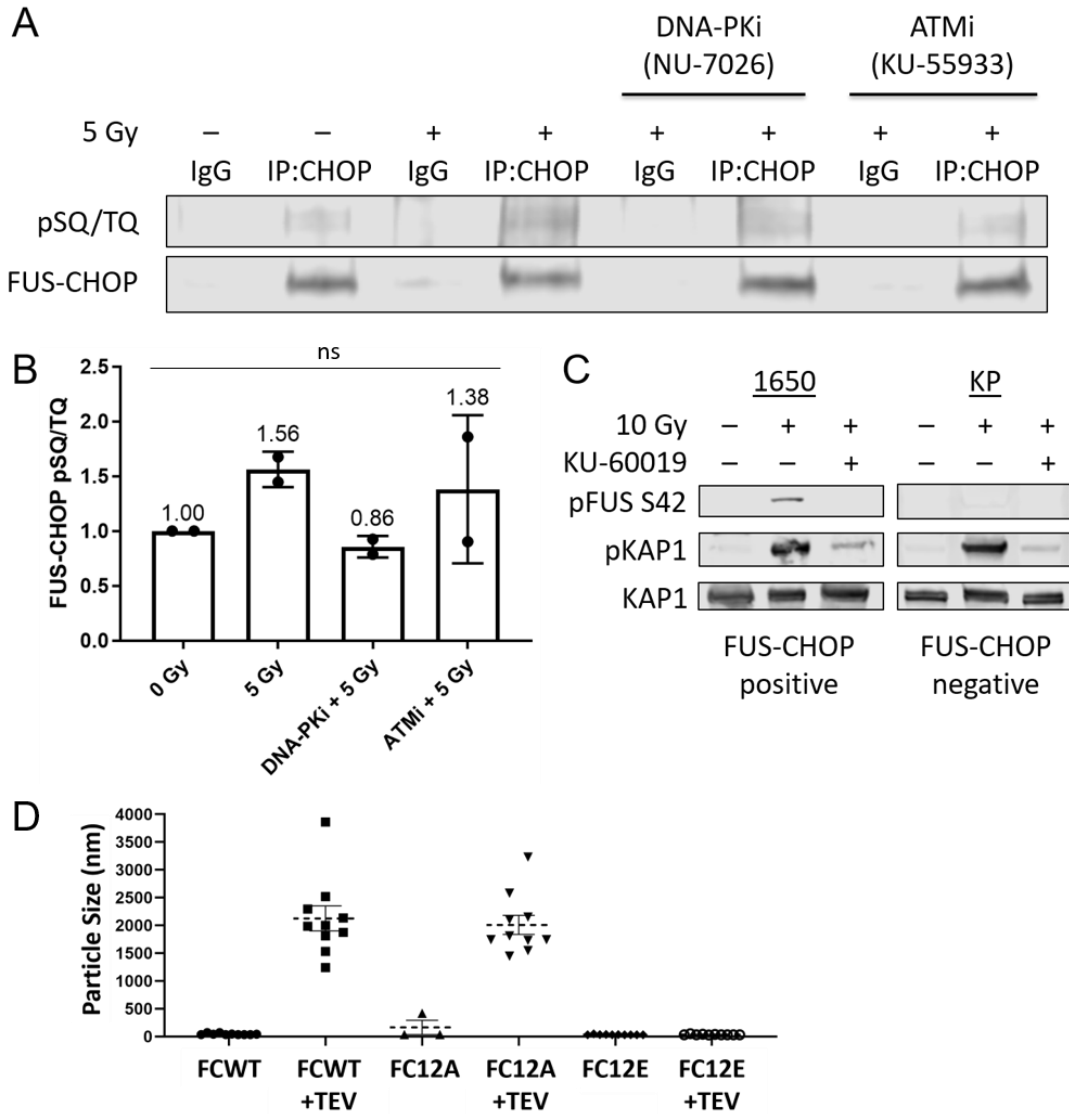 A
DNA-PKi
(NU-7026)
ATMi
(KU-55933)
5 Gy – – + + + + + +
IgG IP:CHOP IgG IP:CHOP IgG IP:CHOP IgG IP:CHOP
pSQ/TQ
FUS-CHOP
B
ns
FUS-CHOP pSQ/TQ
2.5
2.0
1.5
1.0
0.5
0.0
1.00
1.56
0.86
1.38
0 Gy
5 Gy
DNA-PKi + 5 Gy
ATMi + 5 Gy
C
1650 KP
10 Gy – + + – + +
KU-60019 – – + – – +
pFUS S42
pKAP1
KAP1
FUS-CHOP
positive
FUS-CHOP
negative
D
Particle Size (nm)
4000
3500
3000
2500
2000
1500
1000
500
0
FCWT
FCWT
+TEV
FC12A
FC12A
+TEV
FC12E
FC12E
+TEV